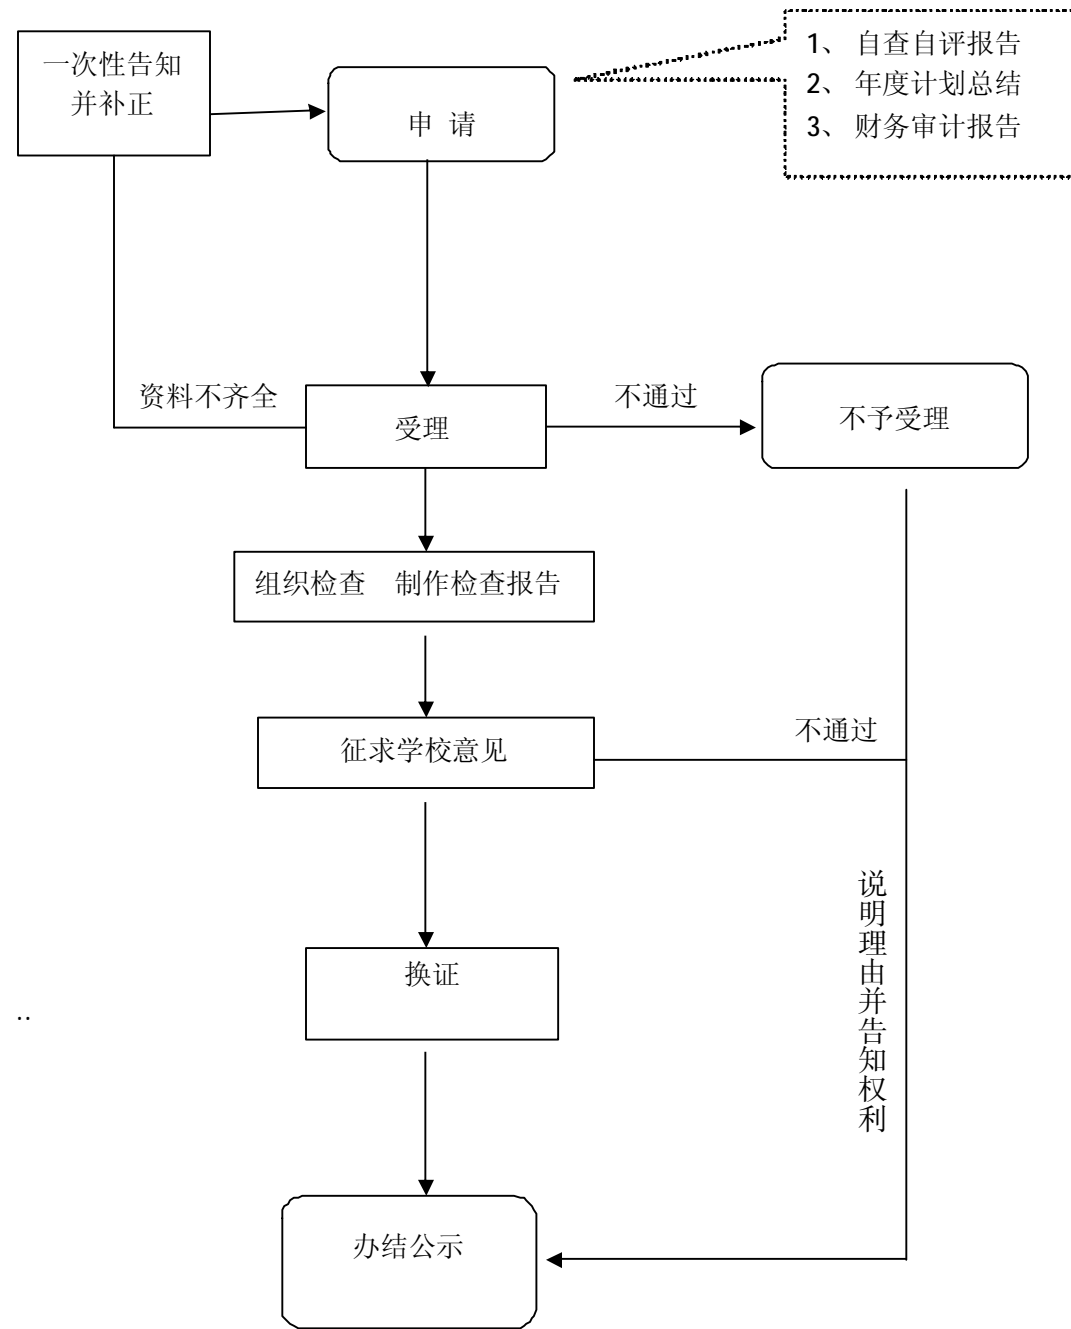 一次性告知
并补正
申 请
1、 自查自评报告
2、 年度计划总结
3、 财务审计报告
资料不齐全
受理
不通过
不予受理
组织检查 制作检查报告
征求学校意见
不通过
说明理由并告知权利
换证
..
办结公示